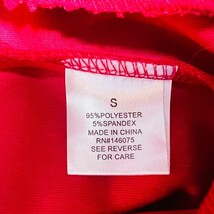 S
95%POLYESTER
5%SPANDEX
MADE IN CHINA
RN#146075
SEE REVERSE
FOR CARE